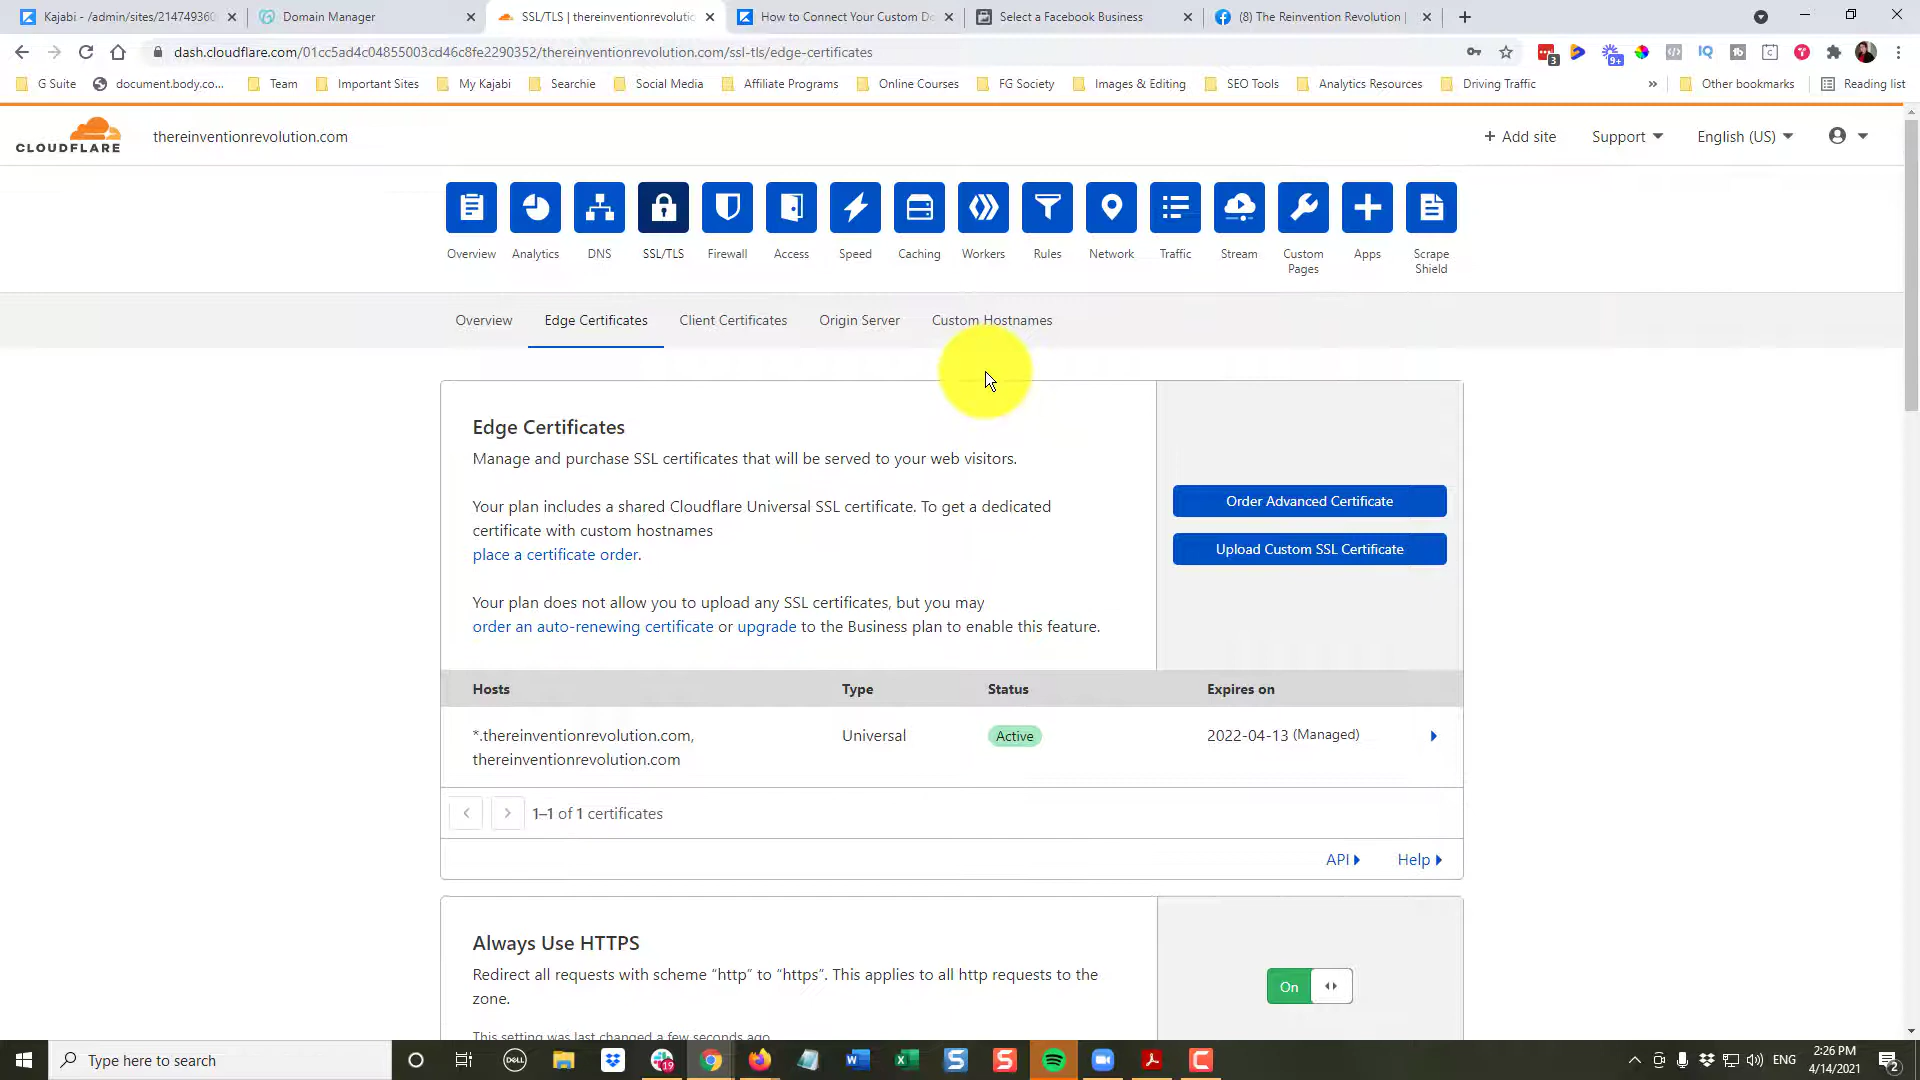 Kajabi - /admin/sites/214749360
Domain Manager
SSL/TLS | thereinventionrevolutio
How to Connect Your Custom Do
Select a Facebook Business
(8) The Reinvention Revolution |
dash.cloudflare.com/01cc5ad4c04855003cd46c8fe2290352/thereinventionrevolution.com/ssl-tls/edge-certificates
3
9+
IQ
G Suite
document.body.co...
Team
Important Sites
My Kajabi
Searchie
Social Media
Affiliate Programs
Online Courses
FG Society
Images & Editing
SEO Tools
Analytics Resources
Driving Traffic
»
Other bookmarks
Reading list
CLOUDFLARE
thereinventionrevolution.com
+ Add site
Support
English (US)
Overview
Analytics
DNS
SSL/TLS
Firewall
Access
Speed
Caching
Workers
Rules
Network
Traffic
Stream
Custom Pages
Apps
Scrape Shield
Overview
Edge Certificates
Client Certificates
Origin Server
Custom Hostnames
Edge Certificates
Manage and purchase SSL certificates that will be served to your web visitors.
Your plan includes a shared Cloudflare Universal SSL certificate. To get a dedicated
certificate with custom hostnames
place a certificate order.
Your plan does not allow you to upload any SSL certificates, but you may
order an auto-renewing certificate or upgrade to the Business plan to enable this feature.
Order Advanced Certificate
Upload Custom SSL Certificate
Hosts Type Status Expires on
*.thereinventionrevolution.com, Universal Active 2022-04-13 (Managed)
thereinventionrevolution.com
1–1 of 1 certificates
API
Help
Always Use HTTPS
Redirect all requests with scheme “http” to “https”. This applies to all http requests to the
zone.
On
This setting was last changed a few seconds ago
Type here to search
DELL
19
ENG
2:26 PM
4/14/2021
2